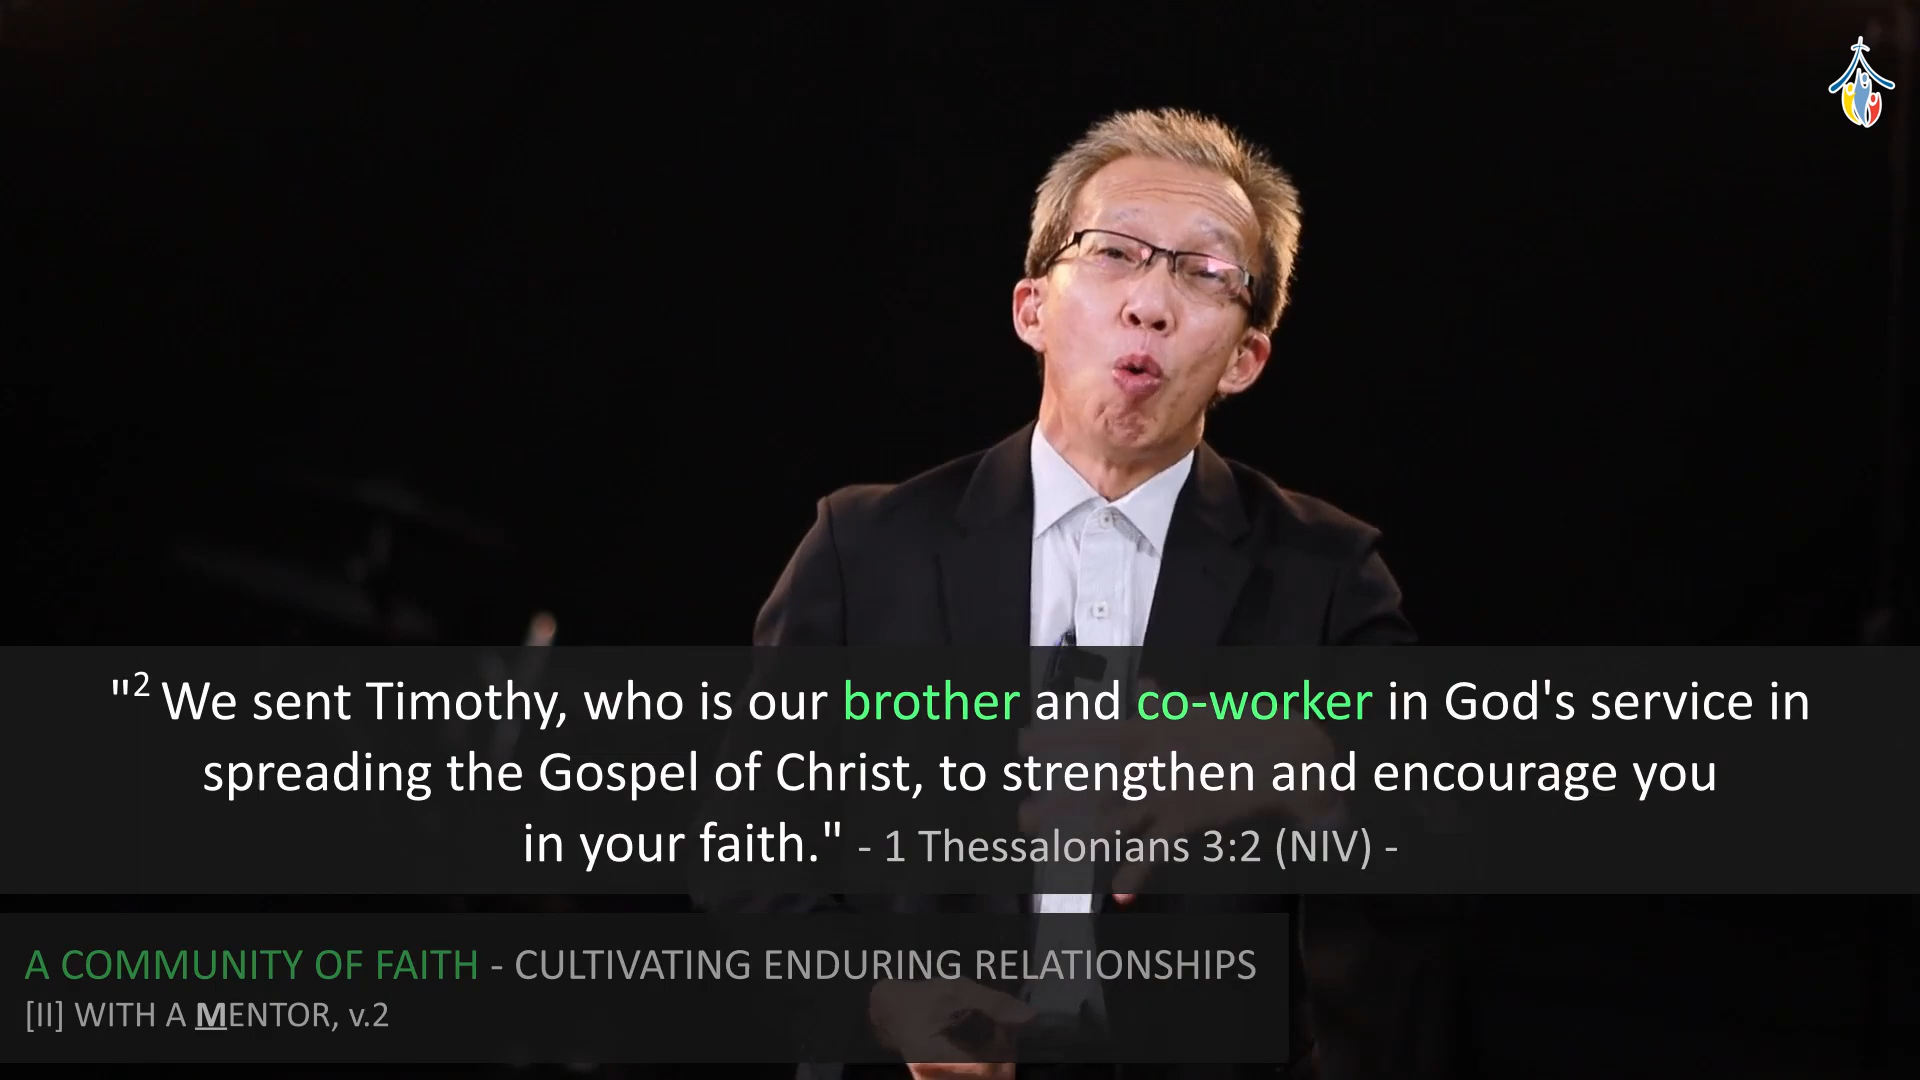 "2 We sent Timothy, who is our brother and co-worker in God's service in
spreading the Gospel of Christ, to strengthen and encourage you
in your faith." - 1 Thessalonians 3:2 (NIV) -
A COMMUNITY OF FAITH - CULTIVATING ENDURING RELATIONSHIPS
[II] WITH A MENTOR, v.2